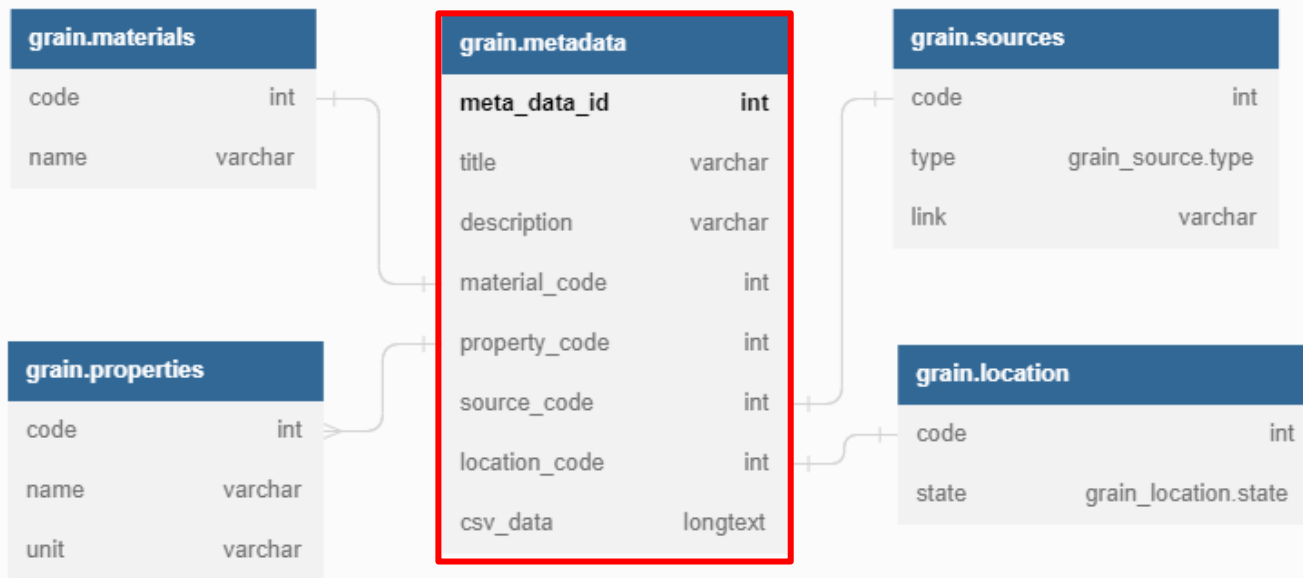 grain.materials
code int
name varchar
grain.properties
code int
name varchar
unit varchar
grain.metadata
meta_data_id int
title varchar
description varchar
material_code int
property_code int
source_code int
location_code int
csv_data longtext
grain.sources
code int
type grain_source.type
link varchar
grain.location
code int
state grain_location.state